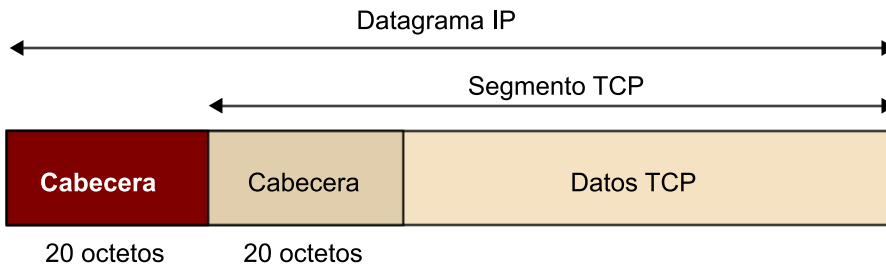 Datagrama IP
Segmento TCP
Cabecera
Cabecera
Datos TCP
20 octetos
20 octetos